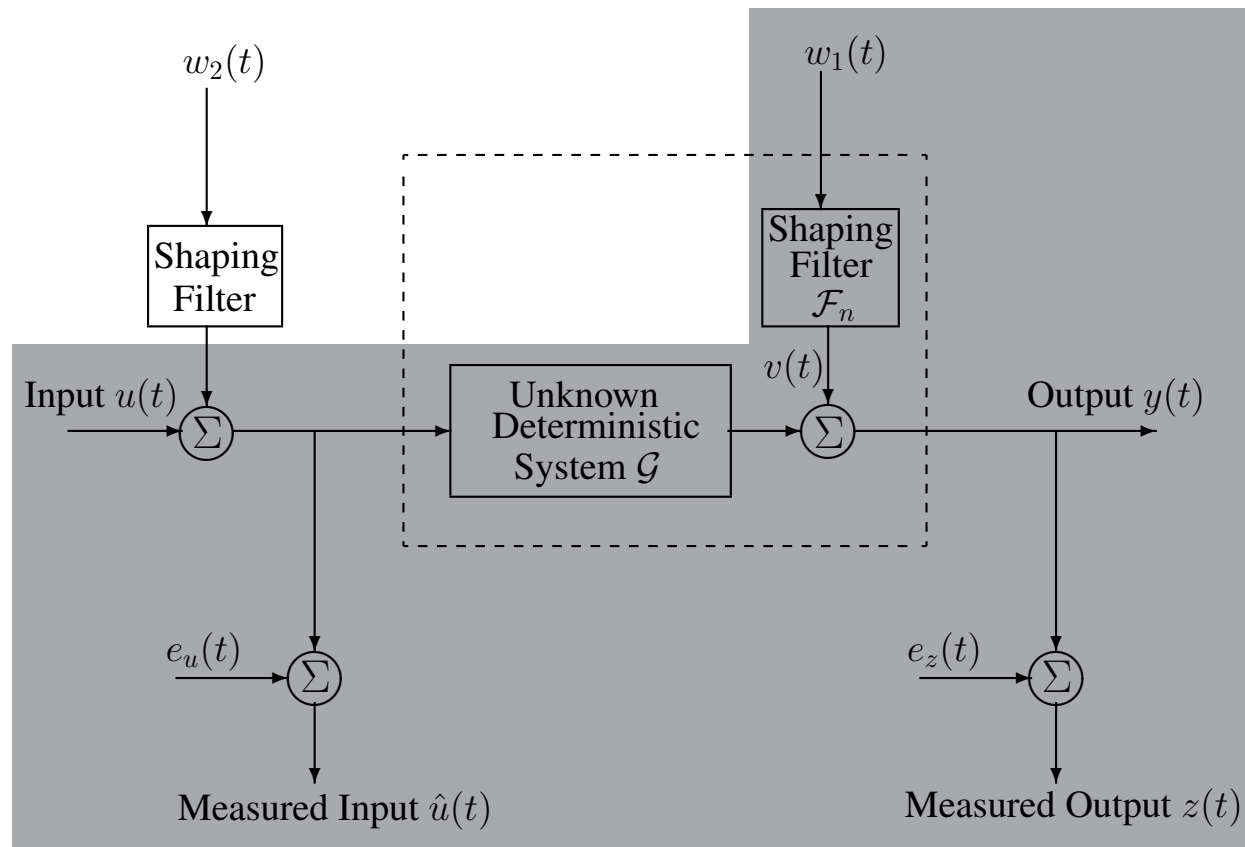 w₂(t)
w₁(t)
Shaping
Filter
Shaping
Filter
𝓕ₙ
v(t)
Input u(t)
Σ
Unknown
Deterministic
System 𝒢
Σ
Output y(t)
eᵤ(t)
Σ
e_z(t)
Σ
Measured Input û(t)
Measured Output z(t)